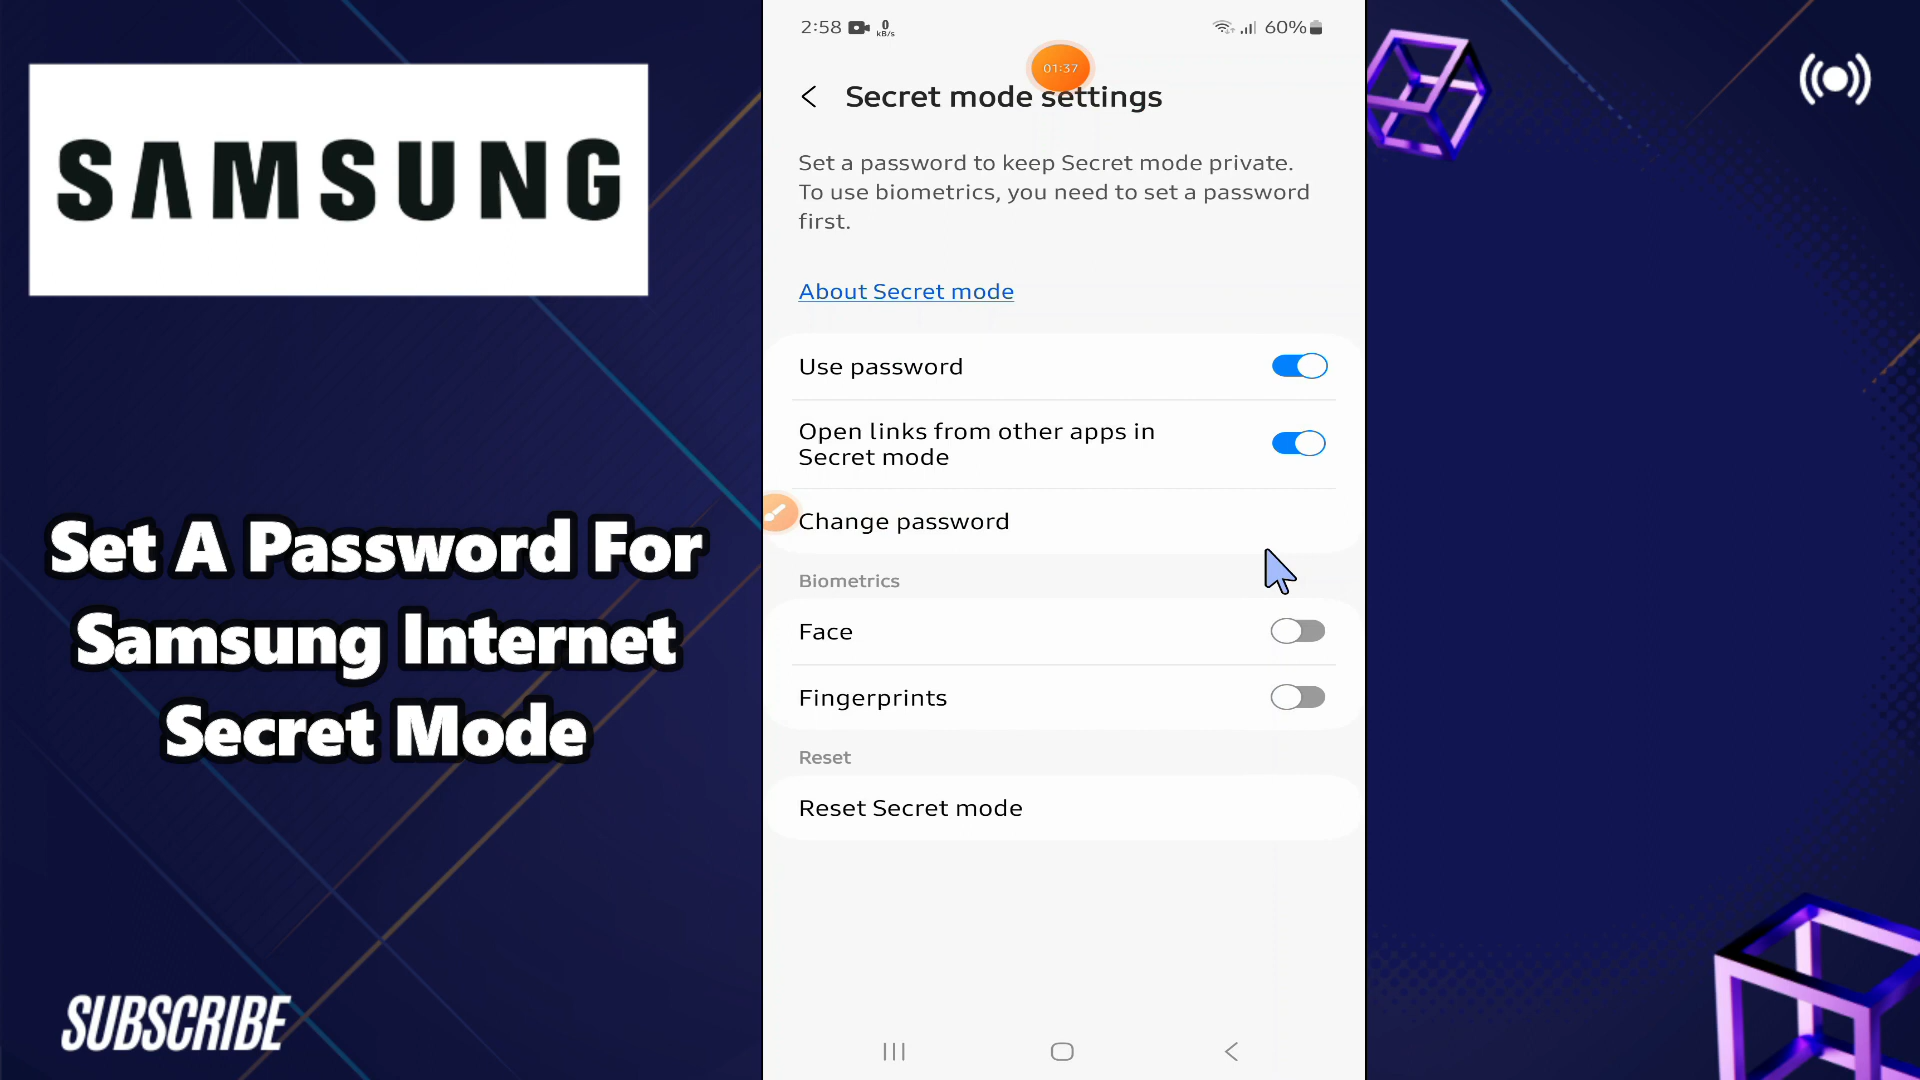 SAMSUNG
Set A Password For
Samsung Internet
Secret Mode
SUBSCRIBE
2:58 0 kB/s 60%
01:37
Secret mode settings
Set a password to keep Secret mode private.
To use biometrics, you need to set a password
first.
About Secret mode
Use password
Open links from other apps in
Secret mode
Change password
Biometrics
Face
Fingerprints
Reset
Reset Secret mode